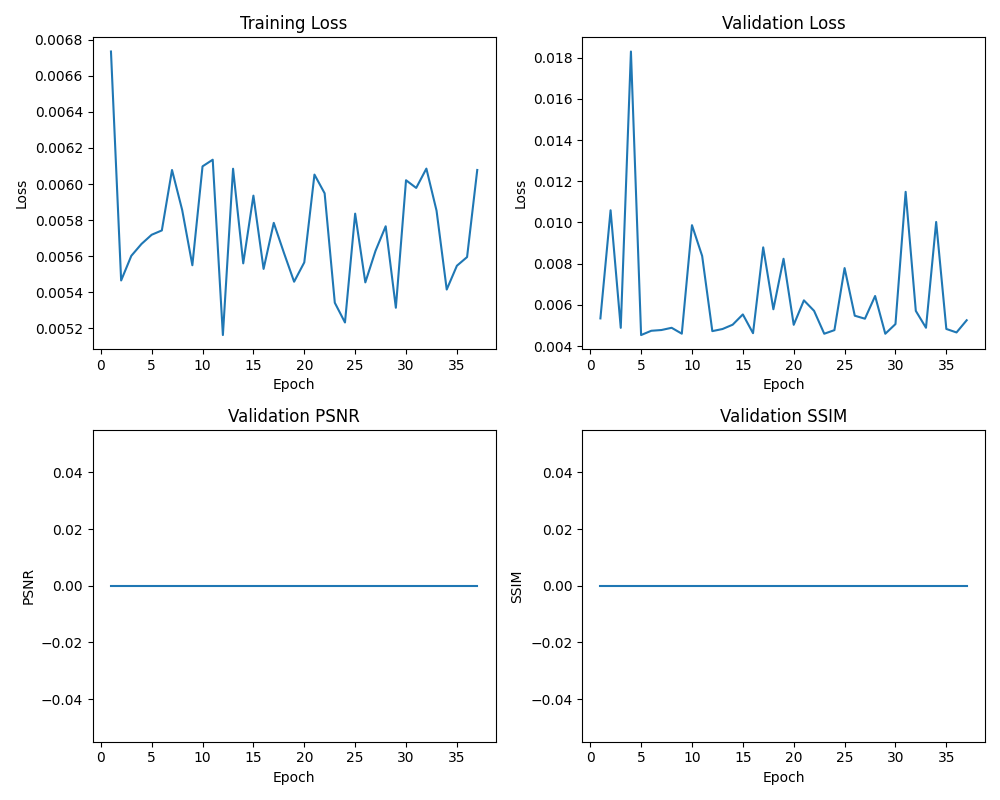 Training Loss
0.0068
0.0066
0.0064
0.0062
0.0060
0.0058
0.0056
0.0054
0.0052
Loss
0 5 10 15 20 25 30 35
Epoch
Validation Loss
0.018
0.016
0.014
0.012
0.010
0.008
0.006
0.004
Loss
0 5 10 15 20 25 30 35
Epoch
Validation PSNR
0.04
0.02
0.00
−0.02
−0.04
PSNR
0 5 10 15 20 25 30 35
Epoch
Validation SSIM
0.04
0.02
0.00
−0.02
−0.04
SSIM
0 5 10 15 20 25 30 35
Epoch